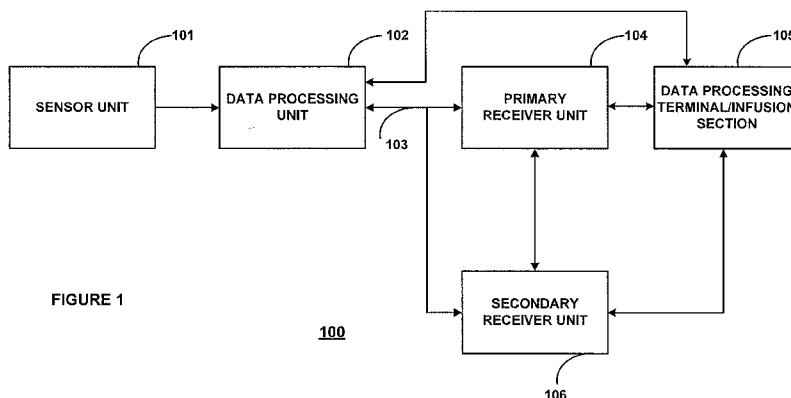 101
102
104
105
SENSOR UNIT
DATA PROCESSING
UNIT
103
PRIMARY
RECEIVER UNIT
DATA PROCESSING
TERMINAL/INFUSION
SECTION
FIGURE 1
100
SECONDARY
RECEIVER UNIT
106